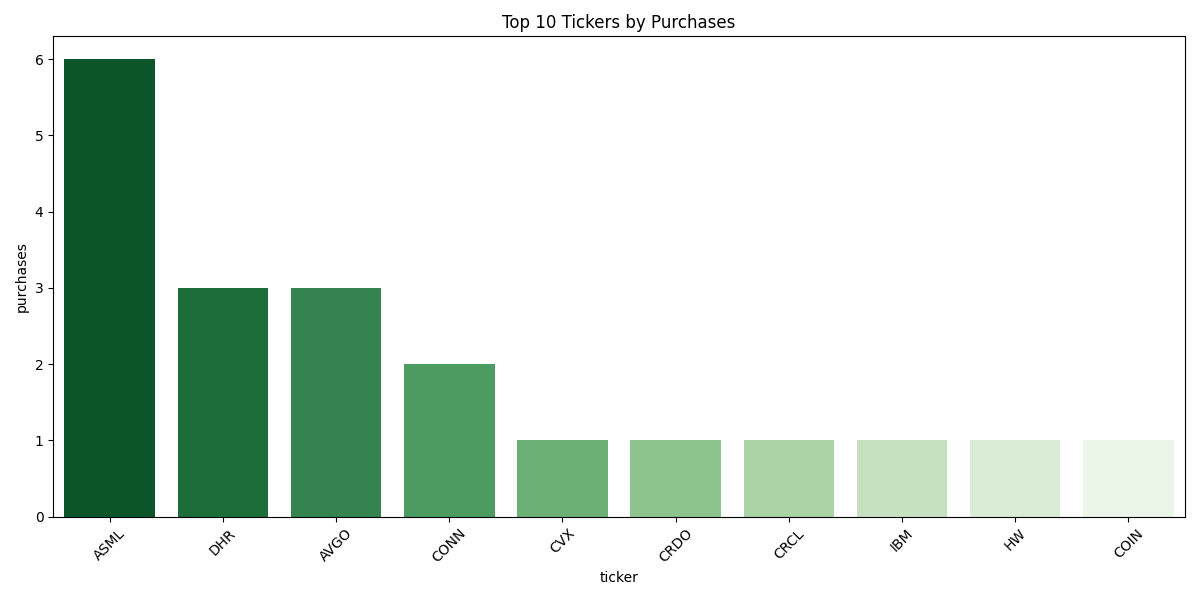 Top 10 Tickers by Purchases
purchases
6
5
4
3
2
1
0
ASML DHR AVGO CONN CVX CRDO CRCL IBM HW COIN
ticker